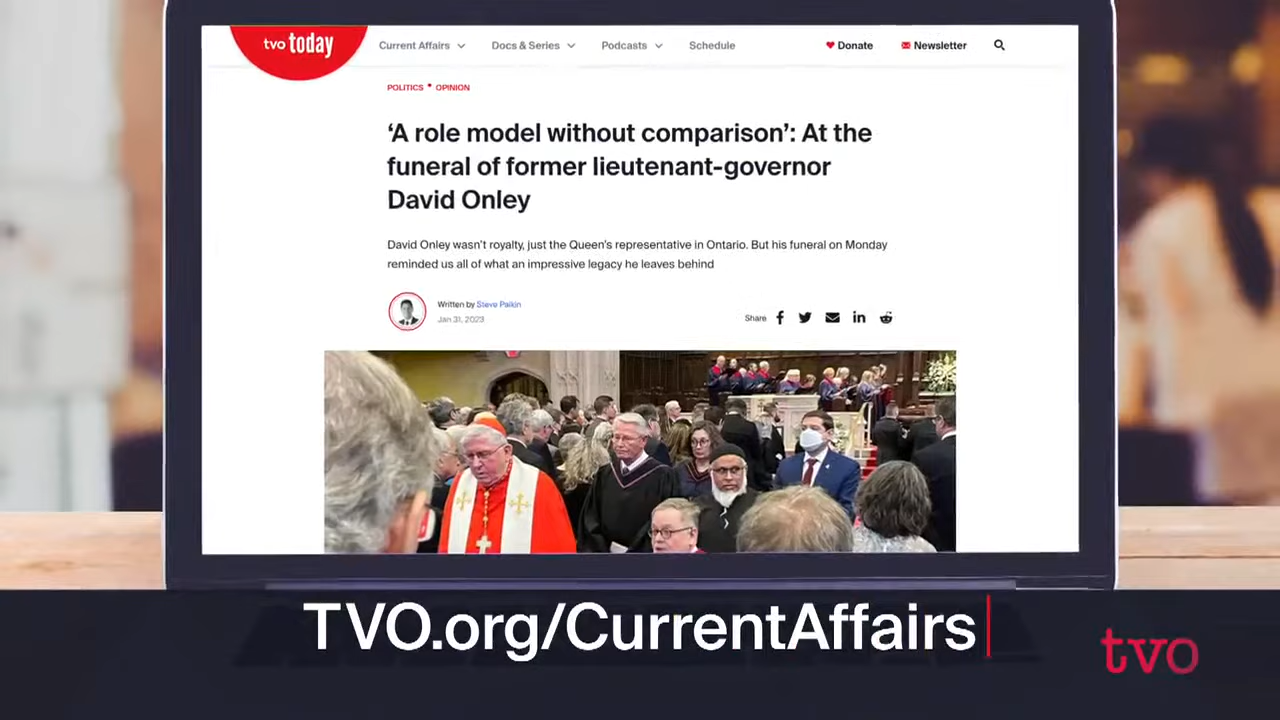 tvo today
Current Affairs
Docs & Series
Podcasts
Schedule
Donate
Newsletter
POLITICS • OPINION
‘A role model without comparison’: At the
funeral of former lieutenant-governor
David Onley
David Onley wasn't royalty, just the Queen's representative in Ontario. But his funeral on Monday
reminded us all of what an impressive legacy he leaves behind
Written by Steve Paikin
Jan 31, 2023
Share
TVO.org/CurrentAffairs
tvo